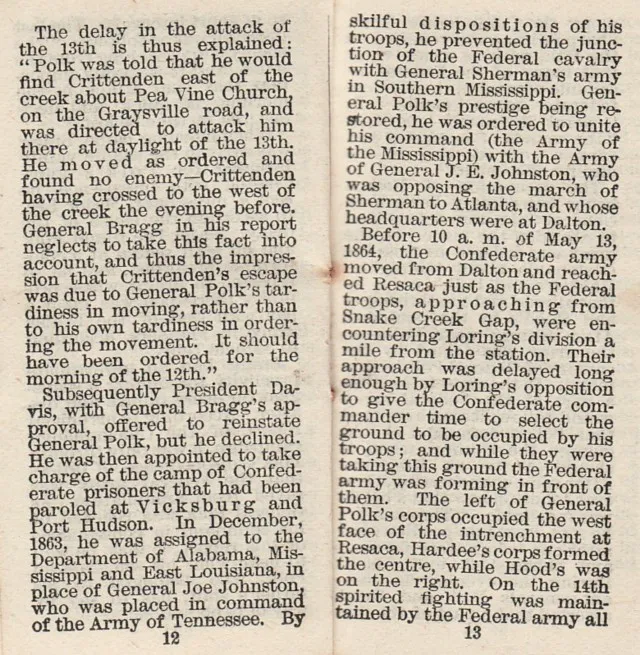 The delay in the attack of
the 13th is thus explained:
"Polk was told that he would
find Crittenden east of the
creek about Pea Vine Church,
on the Graysville road, and
was directed to attack him
there at daylight of the 13th.
He moved as ordered and
found no enemy—Crittenden
having crossed to the west of
the creek the evening before.
General Bragg in his report
neglects to take this fact into
account, and thus the impres-
sion that Crittenden's escape
was due to General Polk's tar-
diness in moving, rather than
to his own tardiness in order-
ing the movement. It should
have been ordered for the
morning of the 12th."
Subsequently President Da-
vis, with General Bragg's ap-
proval, offered to reinstate
General Polk, but he declined.
He was then appointed to take
charge of the camp of Confed-
erate prisoners that had been
paroled at Vicksburg and
Port Hudson. In December,
1863, he was assigned to the
Department of Alabama, Mis-
sissippi and East Louisiana, in
place of General Joe Johnston,
who was placed in command
of the Army of Tennessee. By
12
skilful dispositions of his
troops, he prevented the junc-
tion of the Federal cavalry
with General Sherman's army
in Southern Mississippi. Gen-
eral Polk's prestige being re-
stored, he was ordered to unite
his command (the Army of
the Mississippi) with the Army
of General J. E. Johnston, who
was opposing the march of
Sherman to Atlanta, and whose
headquarters were at Dalton.
Before 10 a. m. of May 13,
1864, the Confederate army
moved from Dalton and reach-
ed Resaca just as the Federal
troops, approaching from
Snake Creek Gap, were en-
countering Loring's division a
mile from the station. Their
approach was delayed long
enough by Loring's opposition
to give the Confederate com-
mander time to select the
ground to be occupied by his
troops; and while they were
taking this ground the Federal
army was forming in front of
them. The left of General
Polk's corps occupied the west
face of the intrenchment at
Resaca, Hardee's corps formed
the centre, while Hood's was
on the right. On the 14th
spirited fighting was main-
tained by the Federal army all
13